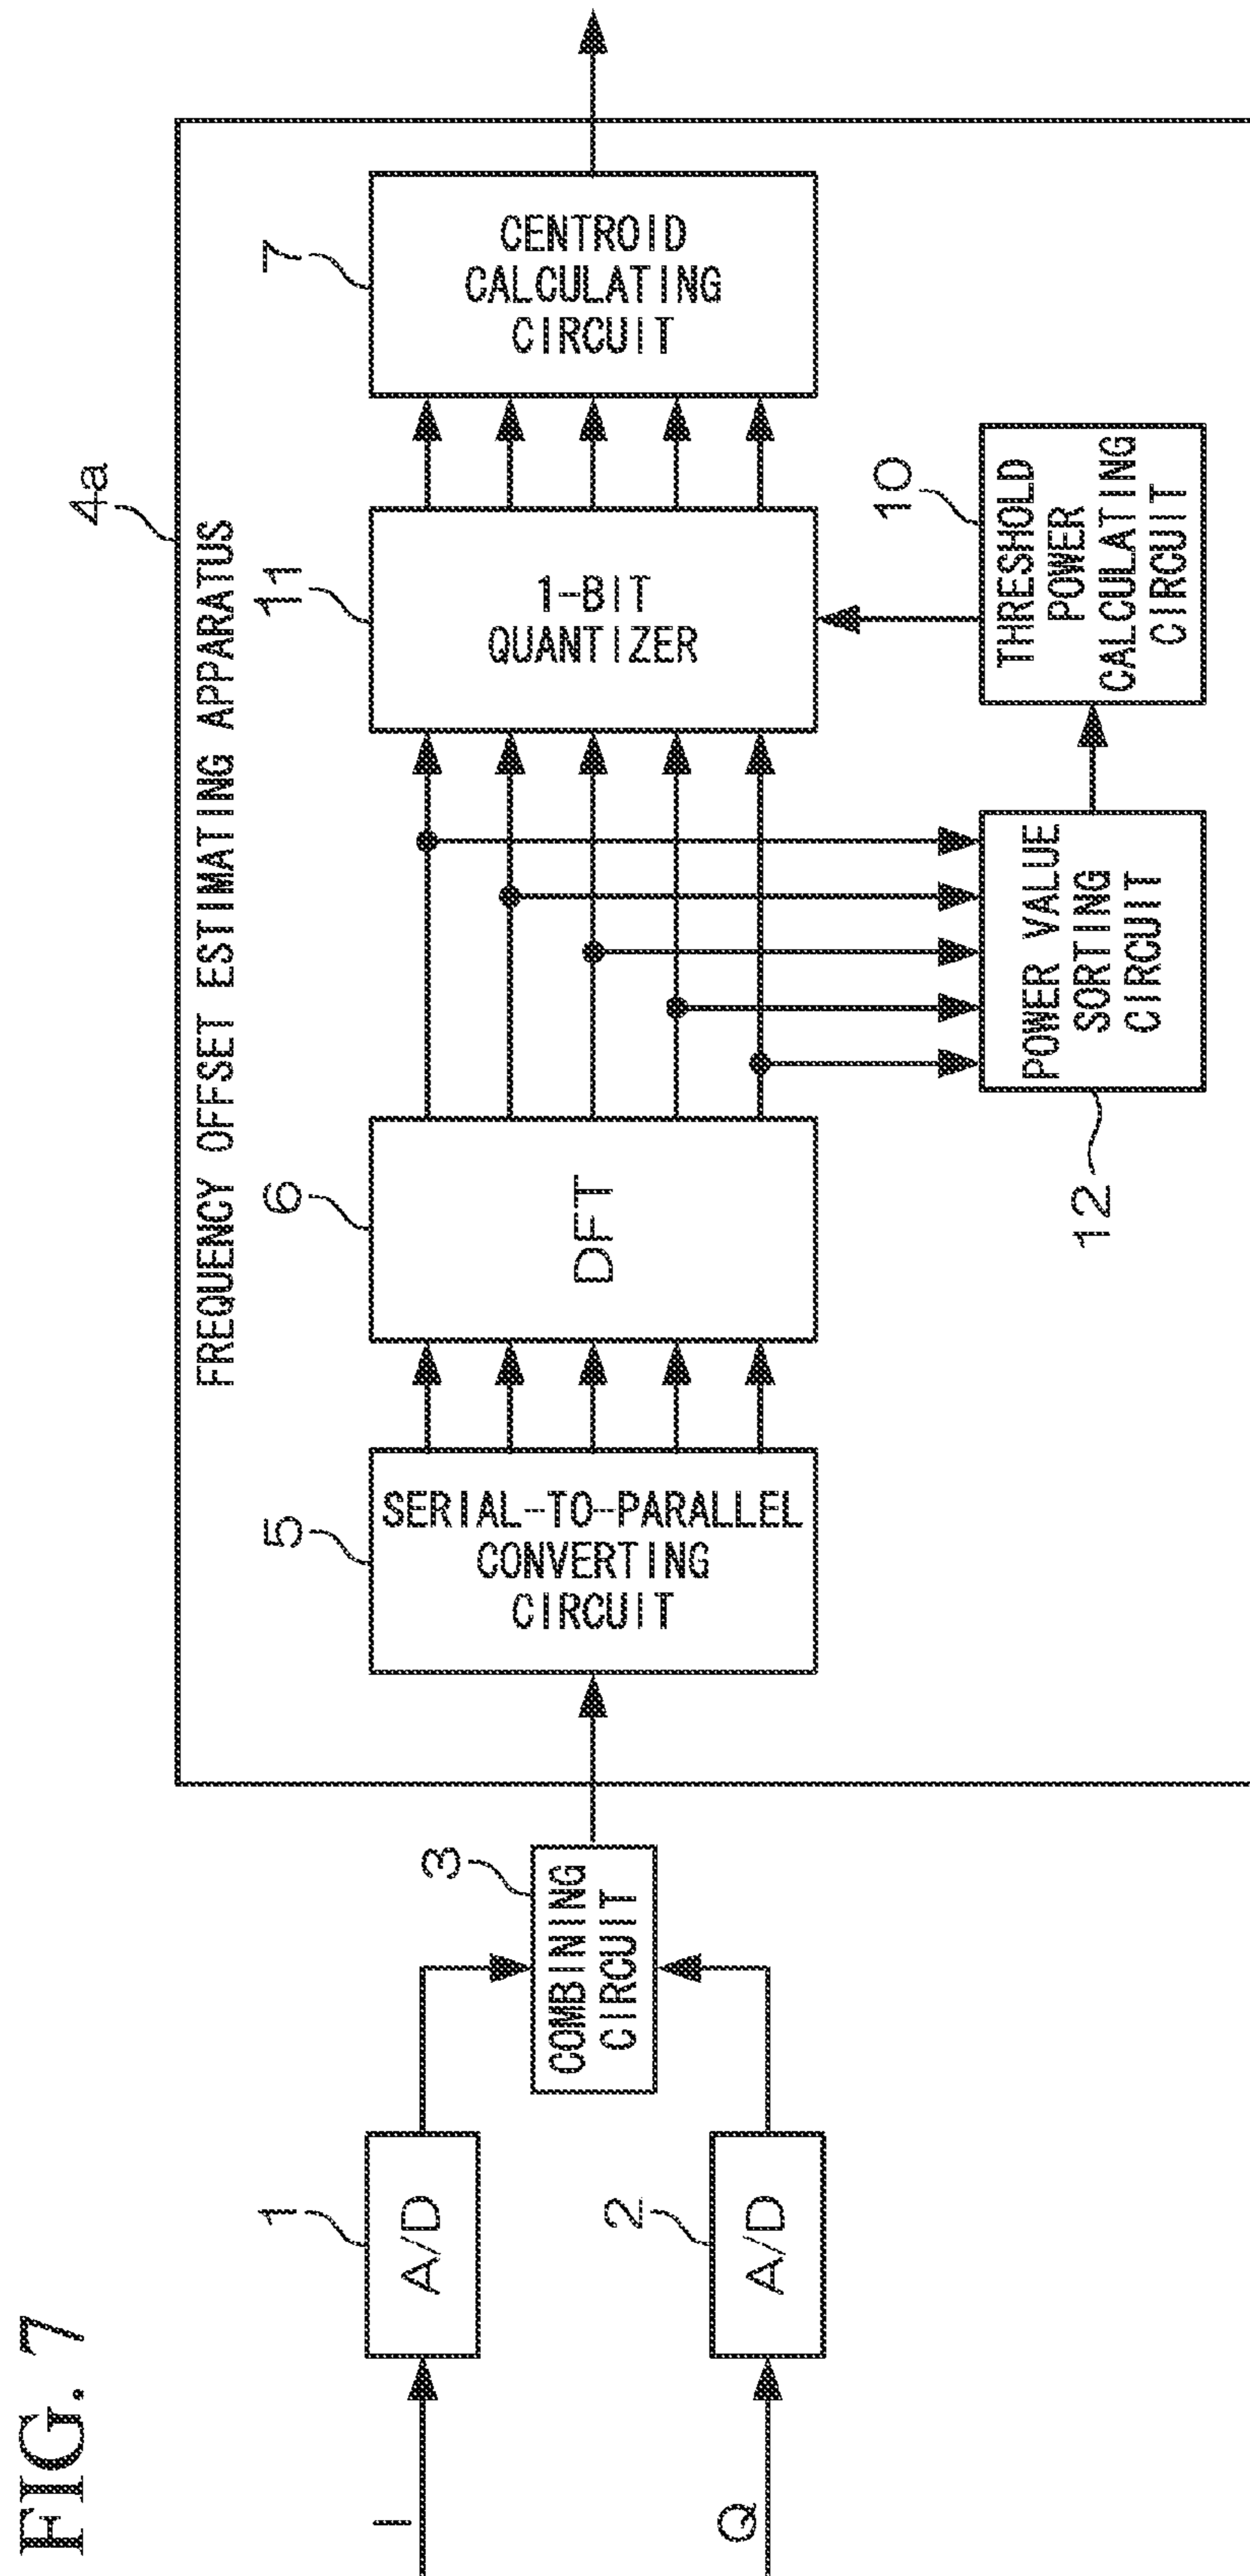 FIG. 7
I
Q
1
A/D
2
A/D
3
COMBINING
CIRCUIT
4a
FREQUENCY OFFSET ESTIMATING APPARATUS
5
SERIAL-TO-PARALLEL
CONVERTING
CIRCUIT
6
DFT
11
1-BIT
QUANTIZER
7
CENTROID
CALCULATING
CIRCUIT
12
POWER VALUE
SORTING
CIRCUIT
10
THRESHOLD
POWER
CALCULATING
CIRCUIT